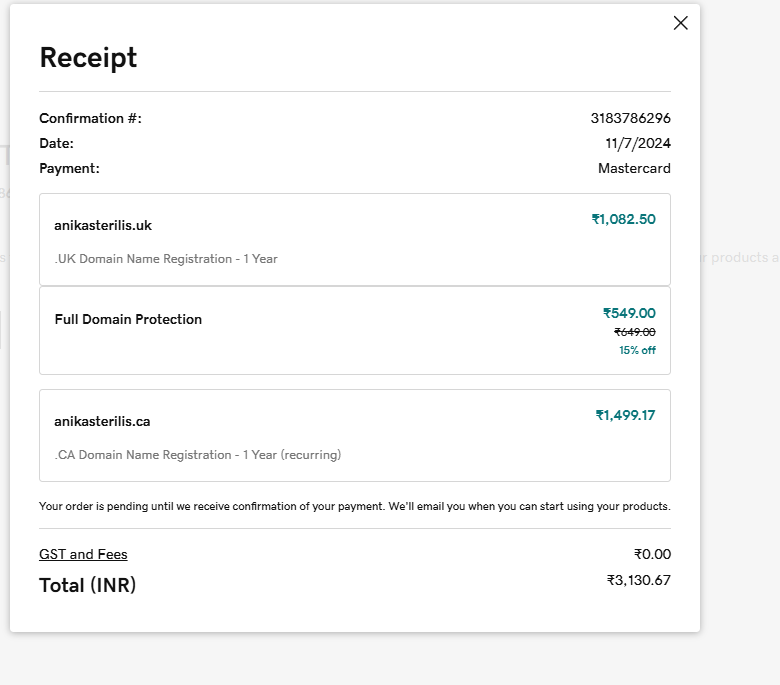 Receipt
Confirmation #: 3183786296
Date: 11/7/2024
Payment: Mastercard
anikasterilis.uk ₹1,082.50
.UK Domain Name Registration - 1 Year
Full Domain Protection ₹549.00
₹649.00
15% off
anikasterilis.ca ₹1,499.17
.CA Domain Name Registration - 1 Year (recurring)
Your order is pending until we receive confirmation of your payment. We'll email you when you can start using your products.
GST and Fees ₹0.00
Total (INR) ₹3,130.67
products a